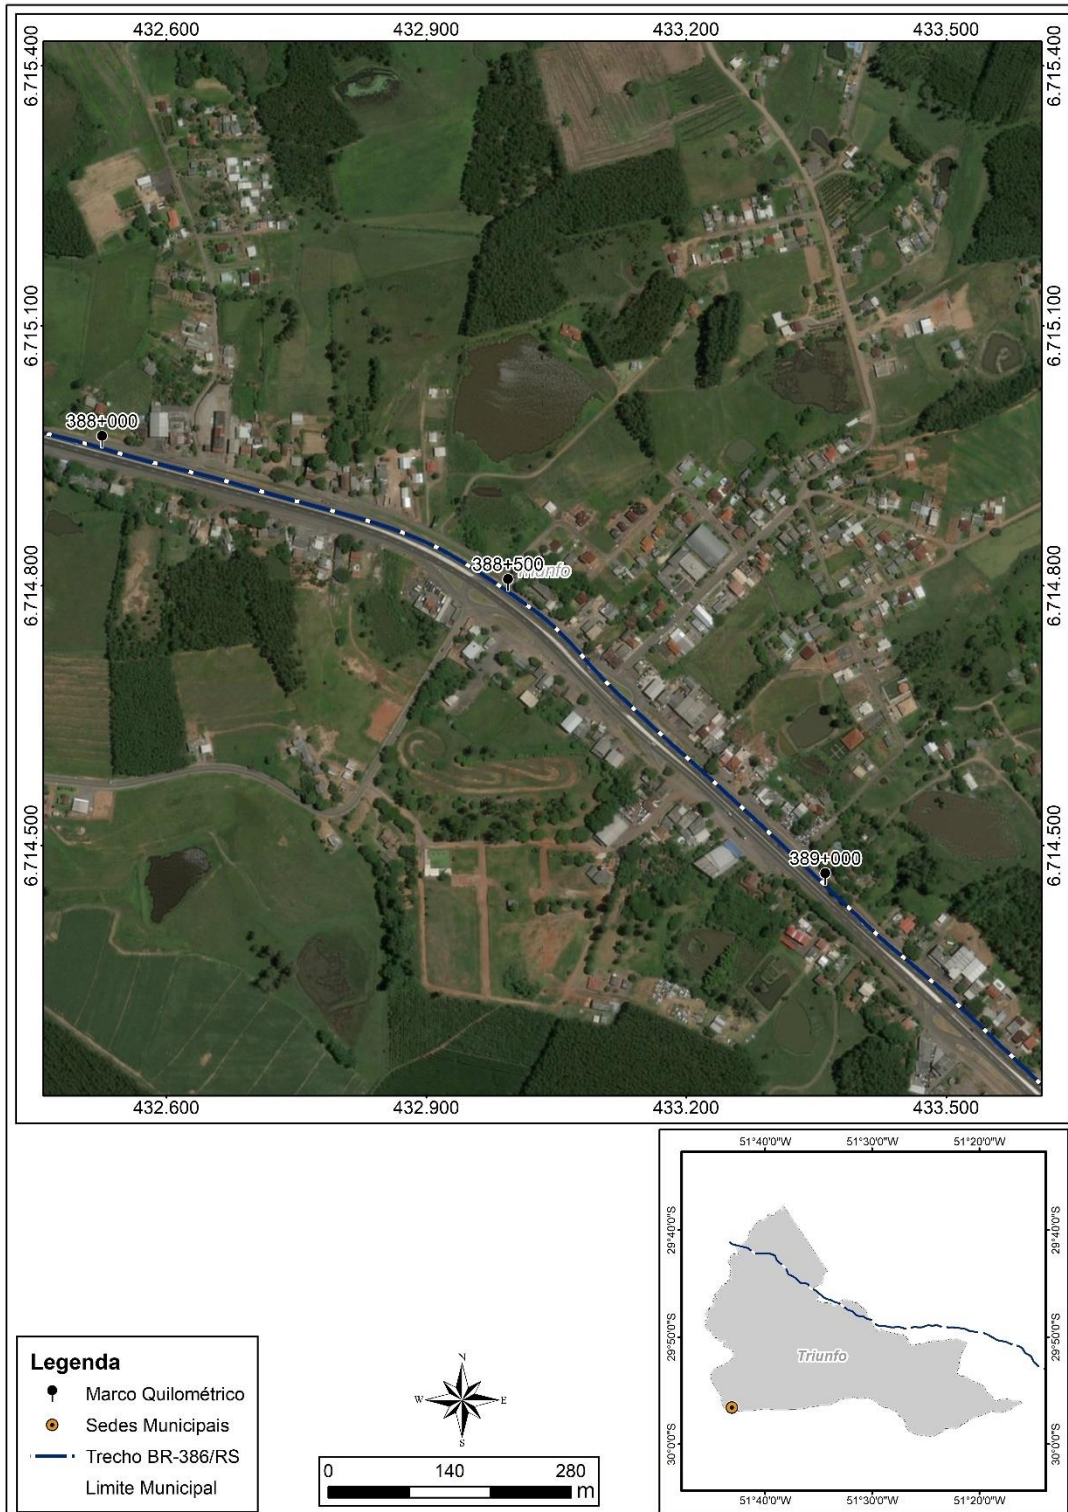 432.600 432.900 433.200 433.500
6.715.400 6.715.400
6.715.100 6.715.100
388+000
388+500
Triunfo
6.714.800 6.714.800
6.714.500 6.714.500
389+000
432.600 432.900 433.200 433.500
51°40'0"W 51°30'0"W 51°20'0"W
29°40'0"S 29°40'0"S
29°50'0"S 29°50'0"S
Triunfo
30°0'0"S 30°0'0"S
51°40'0"W 51°30'0"W 51°20'0"W
Legenda
Marco Quilométrico
Sedes Municipais
Trecho BR-386/RS
Limite Municipal
N
W E
S
0 140 280
m